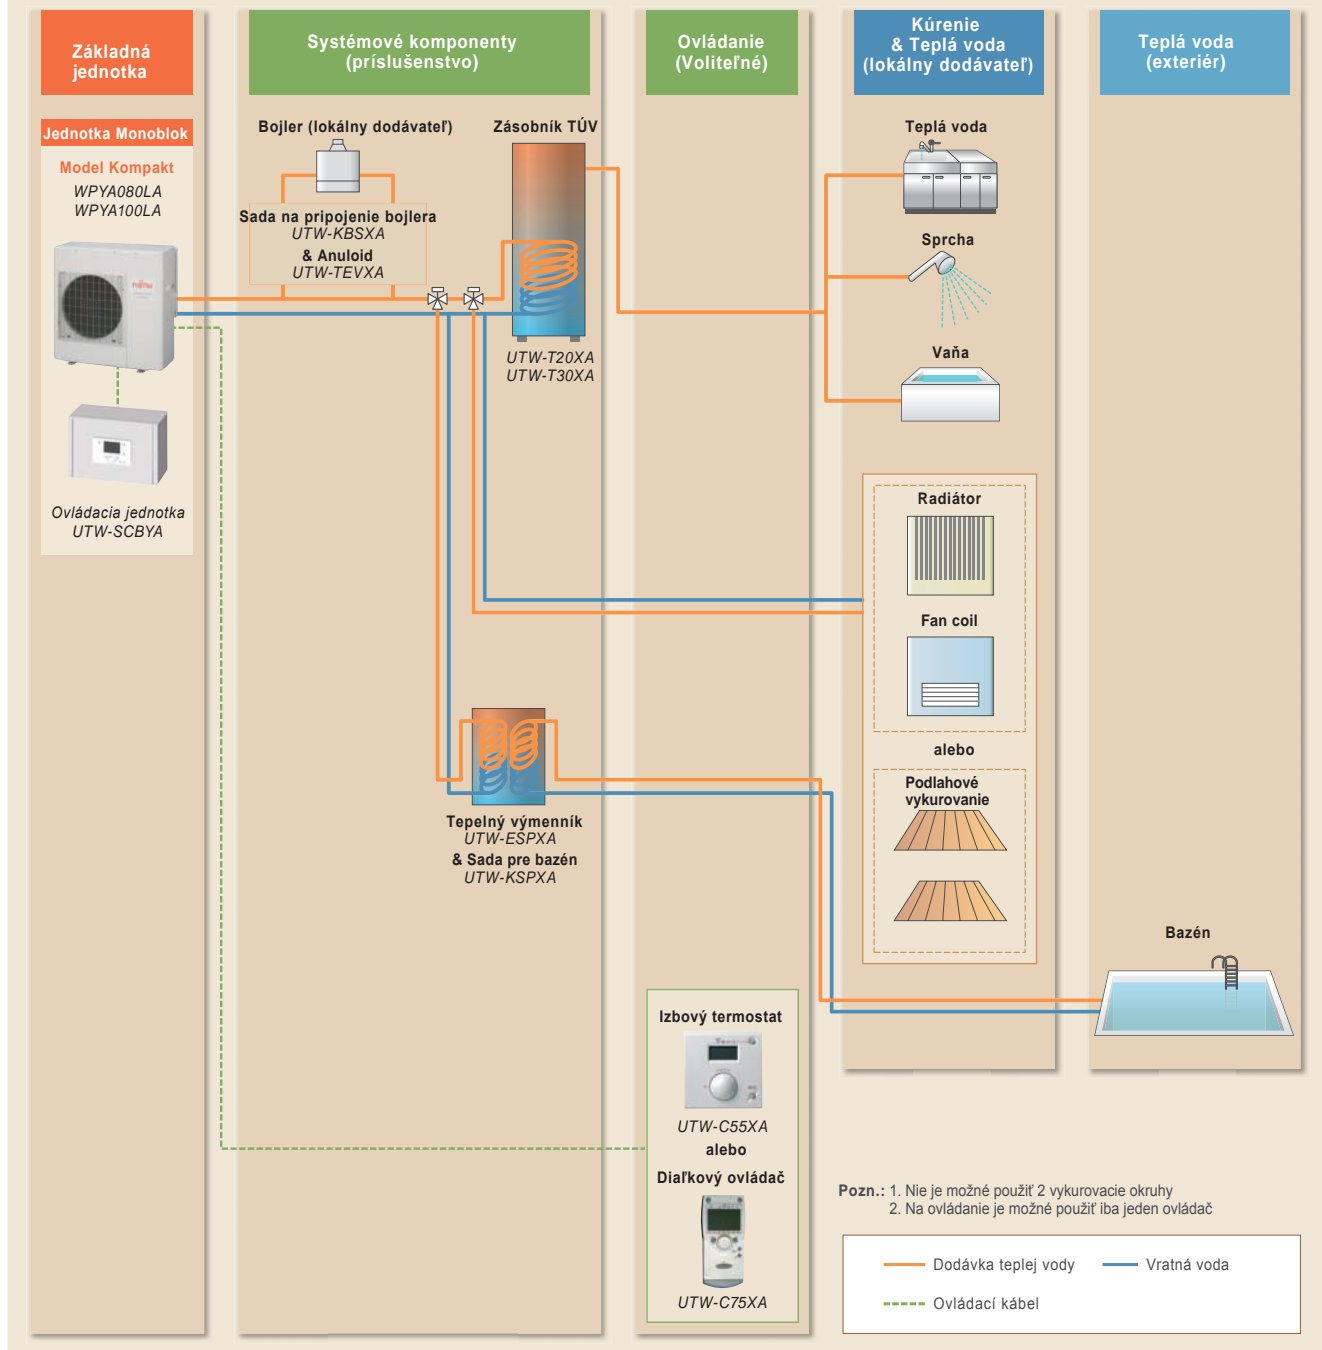 Základná
jednotka
Systémové komponenty
(príslušenstvo)
Ovládanie
(Voliteľné)
Kúrenie
& Teplá voda
(lokálny dodávateľ)
Teplá voda
(exteriér)
Jednotka Monoblok
Model Kompakt
WPYA080LA
WPYA100LA
FUJITSU
Ovládacia jednotka
UTW-SCBYA
Bojler (lokálny dodávateľ)
Sada na pripojenie bojlera
UTW-KBSXA
& Anuloid
UTW-TEVXA
Zásobník TÚV
UTW-T20XA
UTW-T30XA
Tepelný výmenník
UTW-ESPXA
& Sada pre bazén
UTW-KSPXA
Izbový termostat
UTW-C55XA
alebo
Diaľkový ovládač
UTW-C75XA
Teplá voda
Sprcha
Vaňa
Radiátor
Fan coil
alebo
Podlahové
vykurovanie
Bazén
Pozn.: 1. Nie je možné použiť 2 vykurovacie okruhy
2. Na ovládanie je možné použiť iba jeden ovládač
Dodávka teplej vody
Vratná voda
Ovládací kábel